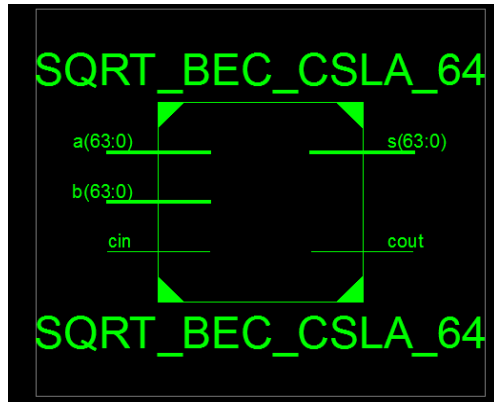 SQRT_BEC_CSLA_64
a(63:0)
s(63:0)
b(63:0)
cin
cout
SQRT_BEC_CSLA_64